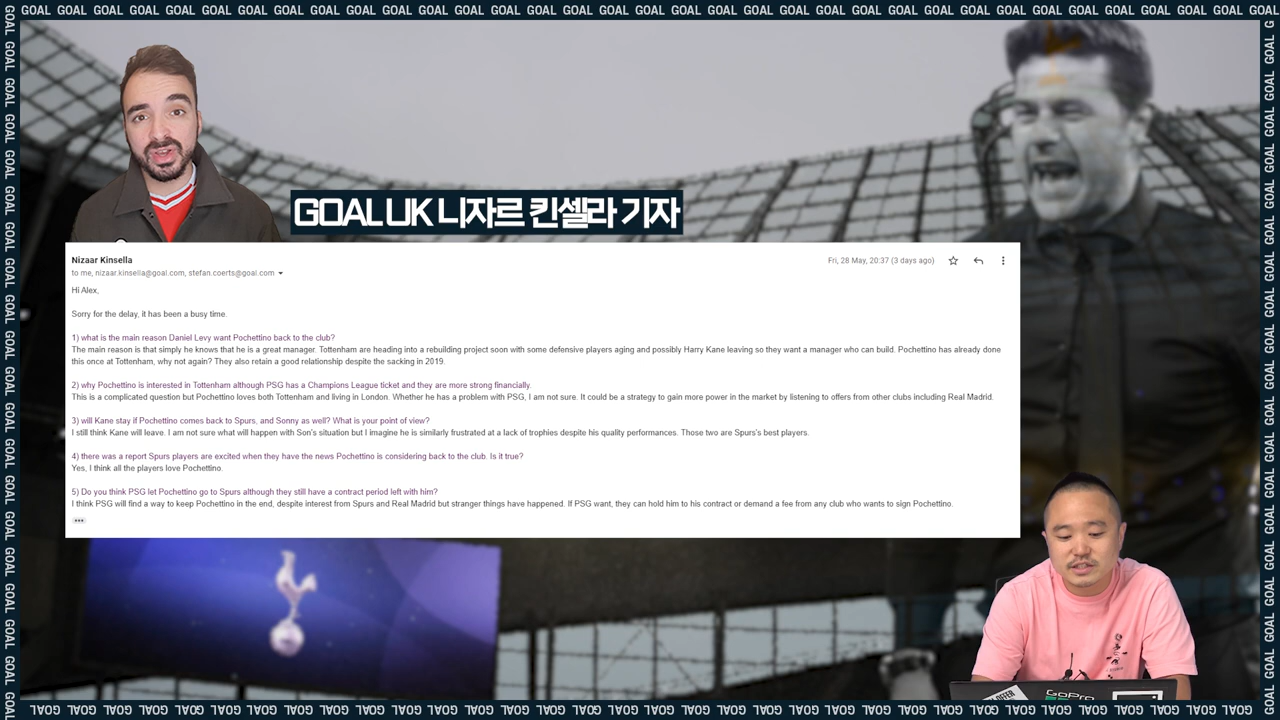 GOAL GOAL GOAL GOAL GOAL GOAL GOAL GOAL GOAL GOAL GOAL GOAL GOAL GOAL GOAL GOAL GOAL GOAL GOAL GOAL GOAL GOAL GOAL GOAL GOAL GOAL GOAL GOAL GOAL GOAL GOAL GOAL GOAL GOAL
GOAL UK 니자르 킨셀라 기자
Nizaar Kinsella
Fri, 28 May, 20:37 (3 days ago)
to me, nizaar.kinsella@goal.com, stefan.coerts@goal.com
Hi Alex,
Sorry for the delay, it has been a busy time.
1) what is the main reason Daniel Levy want Pochettino back to the club?
The main reason is that simply he knows that he is a great manager. Tottenham are heading into a rebuilding project soon with some defensive players aging and possibly Harry Kane leaving so they want a manager who can build. Pochettino has already done
this once at Tottenham, why not again? They also retain a good relationship despite the sacking in 2019.
2) why Pochettino is interested in Tottenham although PSG has a Champions League ticket and they are more strong financially.
This is a complicated question but Pochettino loves both Tottenham and living in London. Whether he has a problem with PSG, I am not sure. It could be a strategy to gain more power in the market by listening to offers from other clubs including Real Madrid.
3) will Kane stay if Pochettino comes back to Spurs, and Sonny as well? What is your point of view?
I still think Kane will leave. I am not sure what will happen with Son's situation but I imagine he is similarly frustrated at a lack of trophies despite his quality performances. Those two are Spurs's best players.
4) there was a report Spurs players are excited when they have the news Pochettino is considering back to the club. Is it true?
Yes, I think all the players love Pochettino.
5) Do you think PSG let Pochettino go to Spurs although they still have a contract period left with him?
I think PSG will find a way to keep Pochettino in the end, despite interest from Spurs and Real Madrid but stranger things have happened. If PSG want, they can hold him to his contract or demand a fee from any club who wants to sign Pochettino.
OFFER
GoPro
GOAL GOAL GOAL GOAL GOAL GOAL GOAL GOAL GOAL GOAL GOAL GOAL GOAL GOAL GOAL GOAL GOAL GOAL GOAL GOAL GOAL GOAL GOAL GOAL GOAL GOAL GOAL GOAL GOAL GOAL GOAL GOAL GOAL GOAL